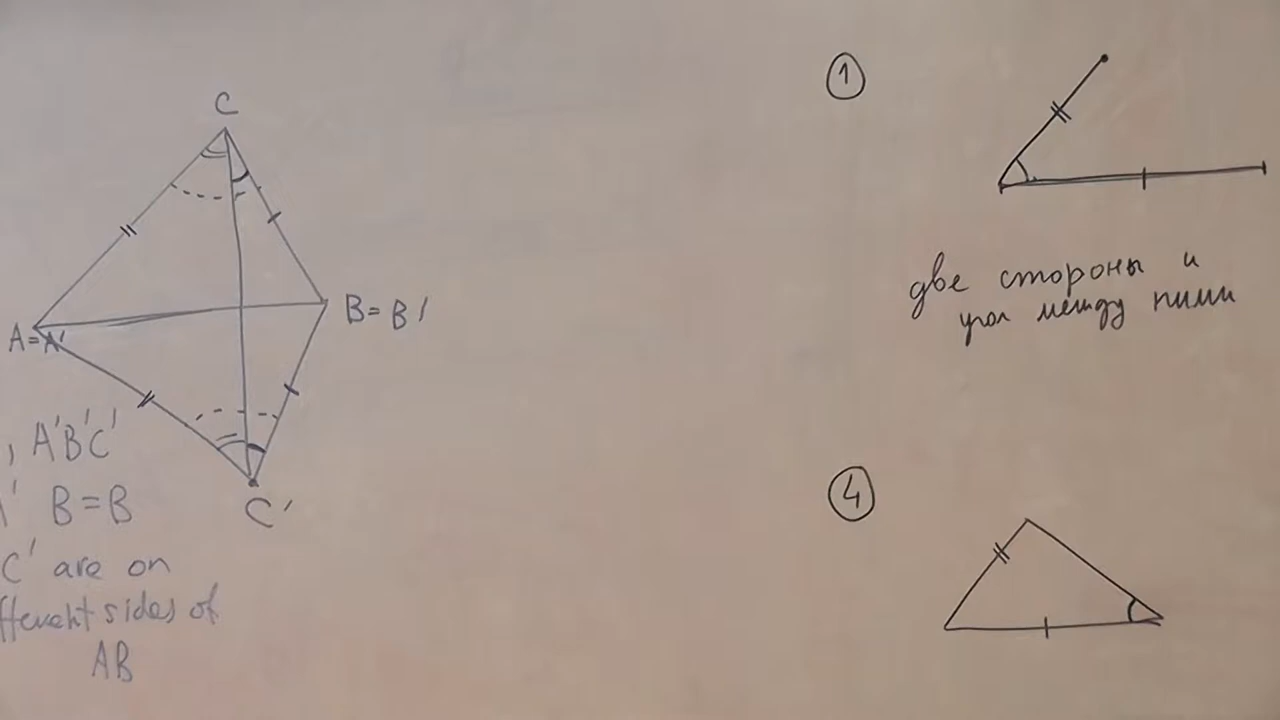 C
A=A'
B=B'
C'
, A'B'C'
' B=B
C' are on
fferent sides of
AB
1
две стороны и
угол между ними
4